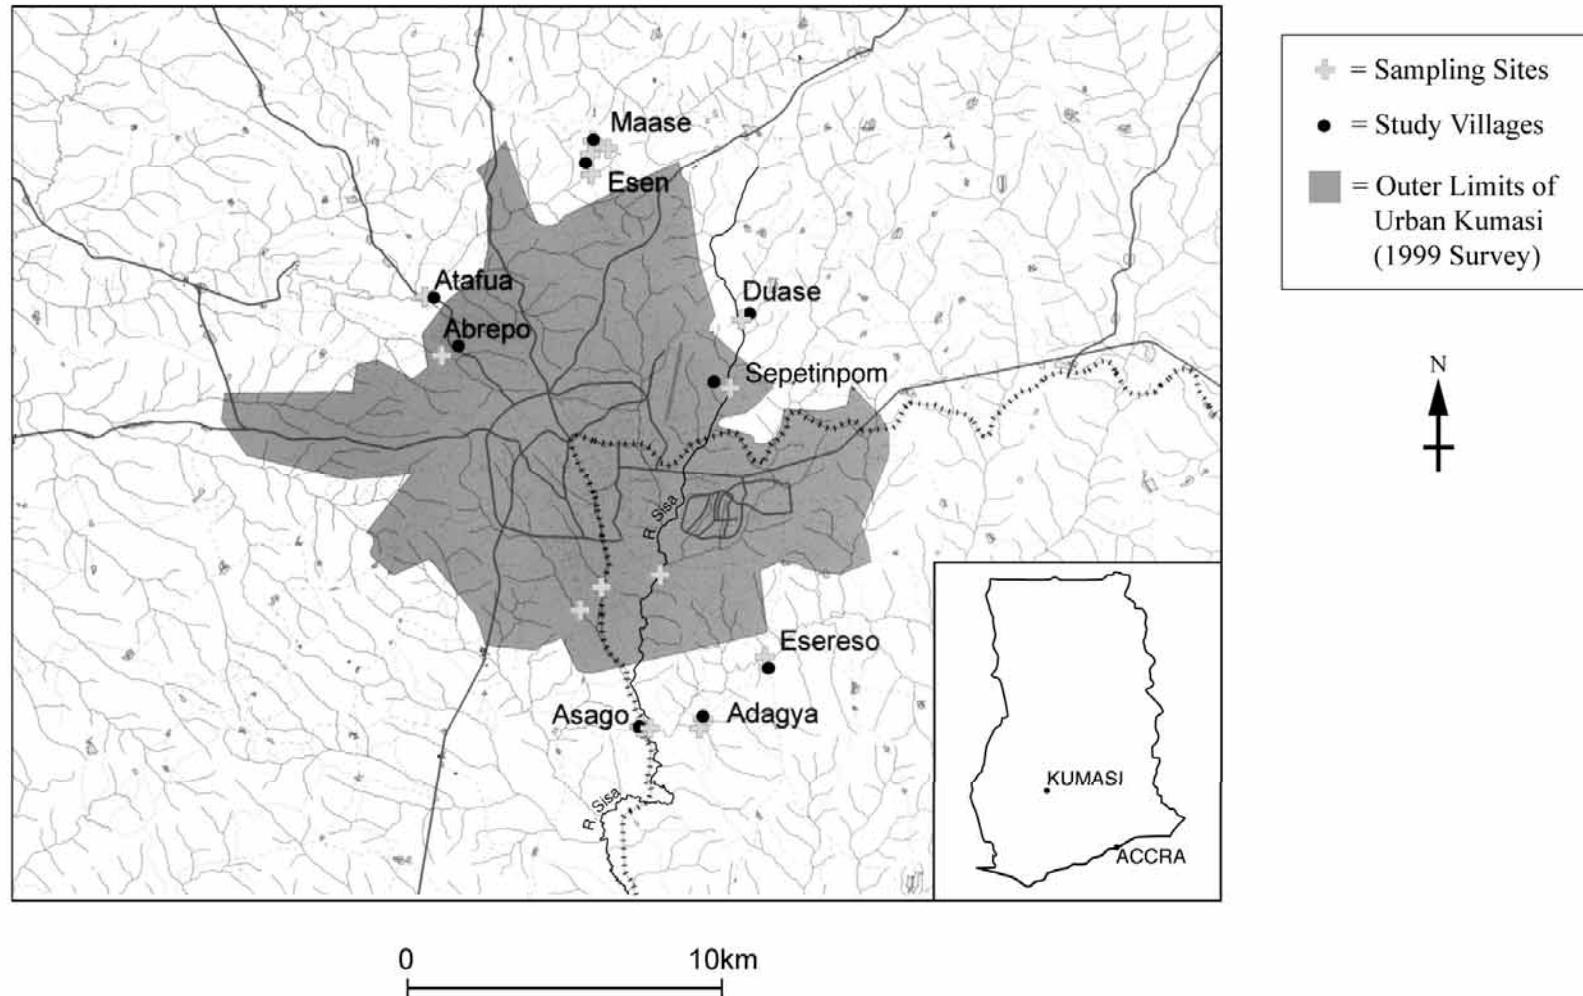 Maase
Esen
Atafua
Duase
Abrepo
Sepetinpom
R. Sisa
Esereso
Asago
Adagya
R. Sisa
KUMASI
ACCRA
0 10km
= Sampling Sites
= Study Villages
= Outer Limits of
Urban Kumasi
(1999 Survey)
N